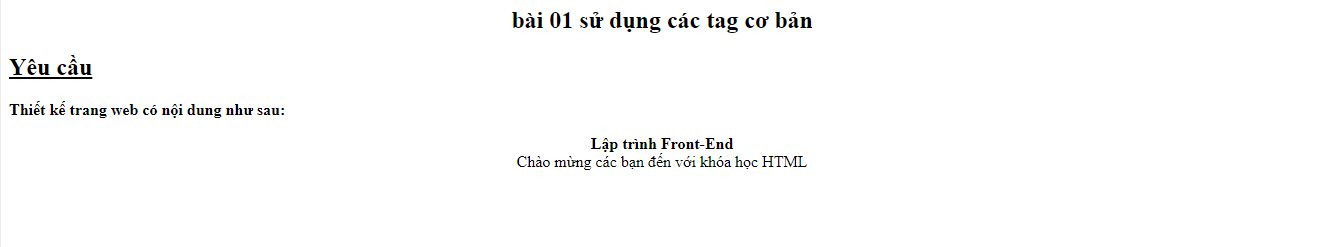 bài 01 sử dụng các tag cơ bản
Yêu cầu
Thiết kế trang web có nội dung như sau:
Lập trình Front-End
Chào mừng các bạn đến với khóa học HTML